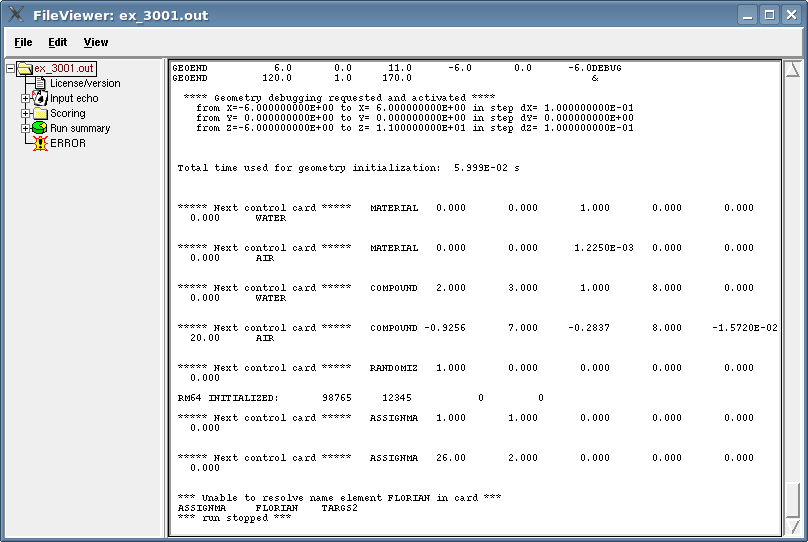 FileViewer: ex_3001.out
File Edit View
ex_3001.out
License/version
Input echo
Scoring
Run summary
ERROR
GEOEND 6.0 0.0 11.0 -6.0 0.0 -6.0DEBUG
GEOEND 120.0 1.0 170.0 &
**** Geometry debugging requested and activated ****
from X=-6.000000000E+00 to X= 6.000000000E+00 in step dX= 1.000000000E-01
from Y= 0.000000000E+00 to Y= 0.000000000E+00 in step dY= 0.000000000E+00
from Z=-6.000000000E+00 to Z= 1.100000000E+01 in step dZ= 1.000000000E-01
Total time used for geometry initialization: 5.999E-02 s
***** Next control card ***** MATERIAL 0.000 0.000 1.000 0.000 0.000
0.000 WATER
***** Next control card ***** MATERIAL 0.000 0.000 1.2250E-03 0.000 0.000
0.000 AIR
***** Next control card ***** COMPOUND 2.000 3.000 1.000 8.000 0.000
0.000 WATER
***** Next control card ***** COMPOUND -0.9256 7.000 -0.2837 8.000 -1.5720E-02
20.00 AIR
***** Next control card ***** RANDOMIZ 1.000 0.000 0.000 0.000 0.000
0.000
RM64 INITIALIZED: 98765 12345 0 0
***** Next control card ***** ASSIGNMA 1.000 1.000 0.000 0.000 0.000
0.000
***** Next control card ***** ASSIGNMA 26.00 2.000 0.000 0.000 0.000
0.000
*** Unable to resolve name element FLORIAN in card ***
ASSIGNMA FLORIAN TARGS2
*** run stopped ***